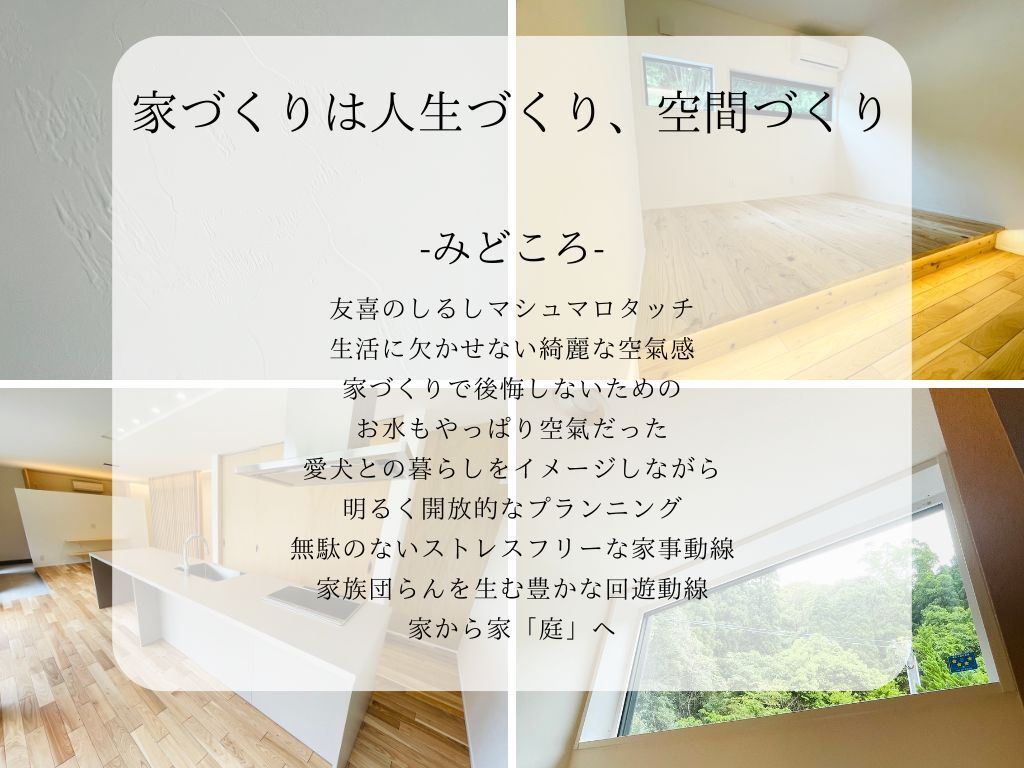 家づくりは人生づくり、空間づくり
-みどころ-
友喜のしるしマシュマロタッチ
生活に欠かせない綺麗な空氣感
家づくりで後悔しないための
お水もやっぱり空氣だった
愛犬との暮らしをイメージしながら
明るく開放的なプランニング
無駄のないストレスフリーな家事動線
家族団らんを生む豊かな回遊動線
家から家「庭」へ